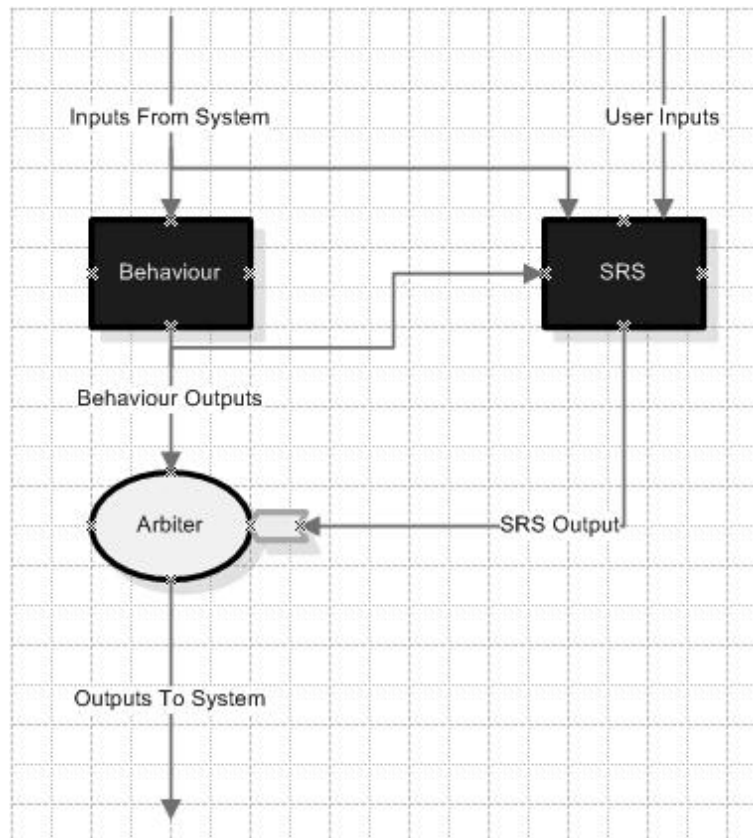 Inputs From System
User Inputs
Behaviour
SRS
Behaviour Outputs
Arbiter
SRS Output
Outputs To System